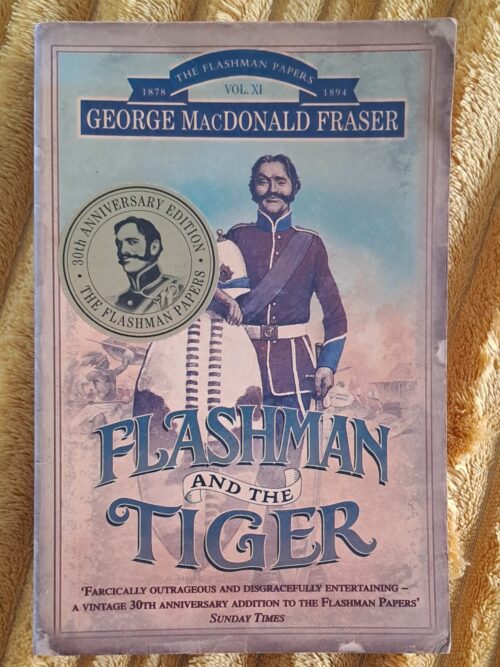 THE FLASHMAN PAPERS
1878 VOL. XI 1894
GEORGE MACDONALD FRASER
· 30th ANNIVERSARY EDITION ·
THE FLASHMAN PAPERS
FLASHMAN
AND THE
TIGER
‘FARCICALLY OUTRAGEOUS AND DISGRACEFULLY ENTERTAINING –
A VINTAGE 30TH ANNIVERSARY ADDITION TO THE FLASHMAN PAPERS’
SUNDAY TIMES